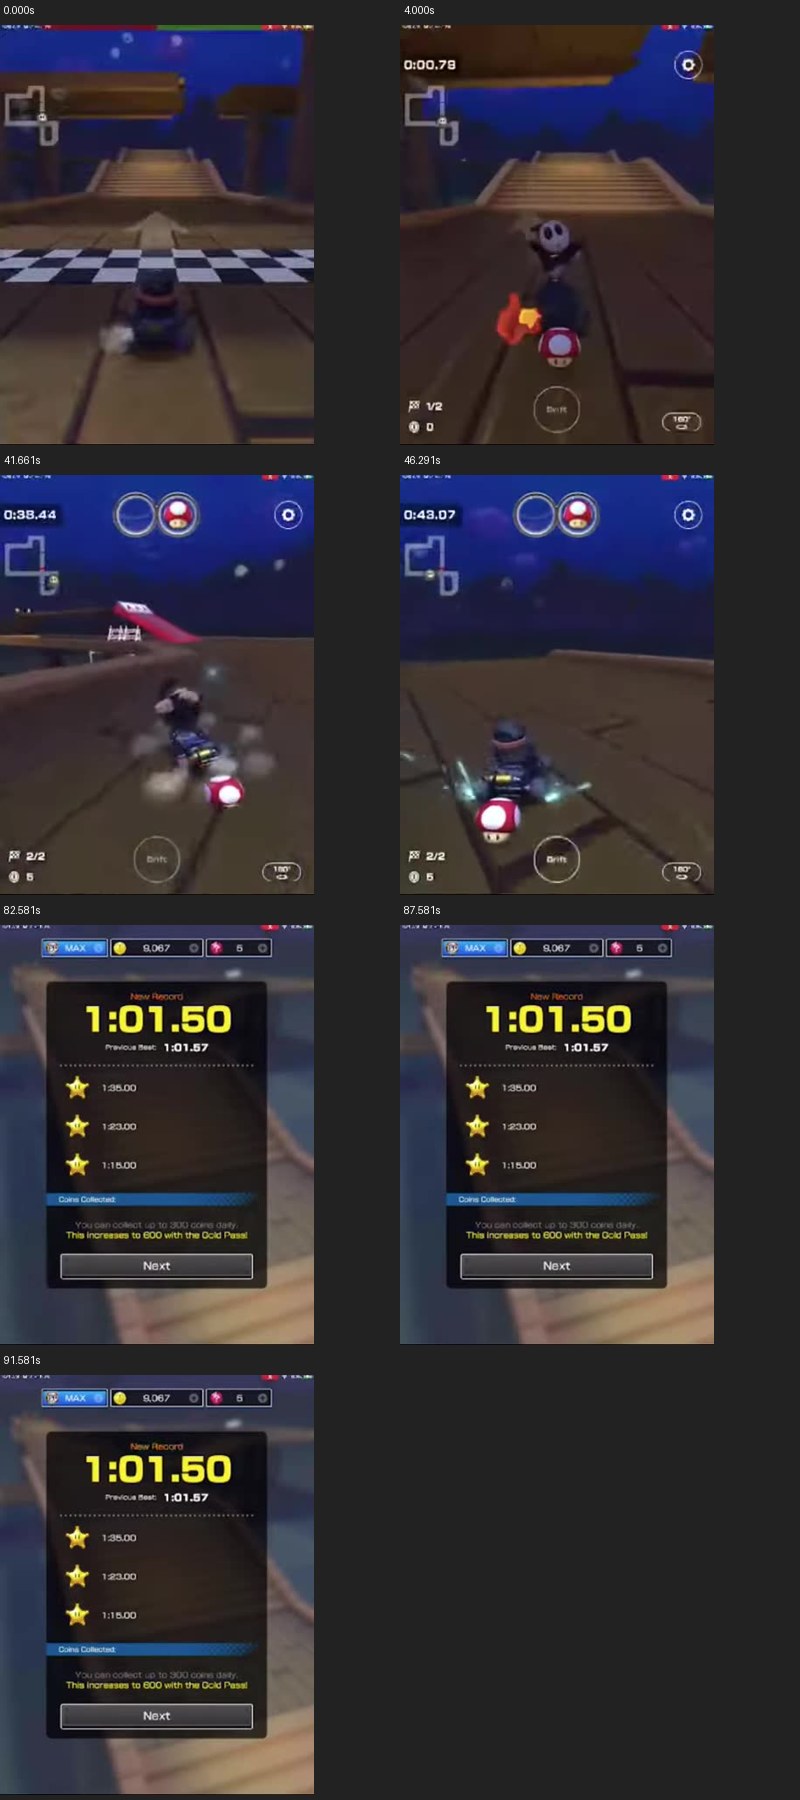 0.000s
4.000s
0:00.79
Drift
1/2
0
180°
41.661s
46.291s
0:38.44
0:43.07
Drift
Drift
2/2
2/2
5
5
180°
180°
82.581s
87.581s
MAX 9,067 5
MAX 9,067 5
New Record
1:01.50
Previous Best: 1:01.57
1:35.00
1:23.00
1:15.00
Coins Collected:
You can collect up to 300 coins daily.
This increases to 600 with the Gold Pass!
Next
New Record
1:01.50
Previous Best: 1:01.57
1:35.00
1:23.00
1:15.00
Coins Collected:
You can collect up to 300 coins daily.
This increases to 600 with the Gold Pass!
Next
91.581s
MAX 9,067 5
New Record
1:01.50
Previous Best: 1:01.57
1:35.00
1:23.00
1:15.00
Coins Collected:
You can collect up to 300 coins daily.
This increases to 600 with the Gold Pass!
Next